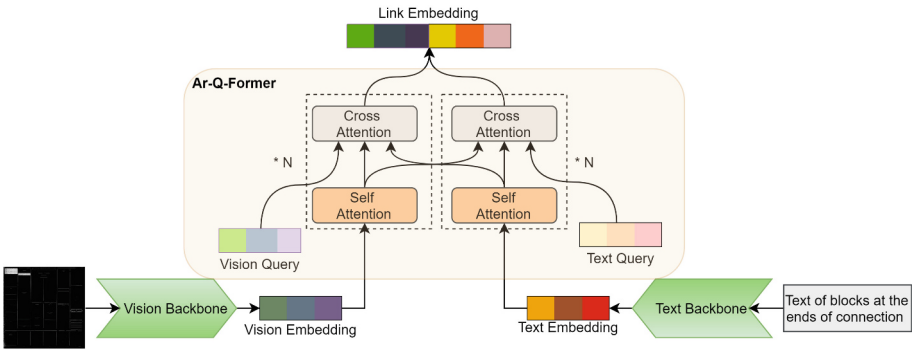 Link Embedding
Ar-Q-Former
Cross
Attention
Cross
Attention
* N
* N
Self
Attention
Self
Attention
Vision Query
Text Query
Vision Backbone
Vision Embedding
Text Embedding
Text Backbone
Text of blocks at the
ends of connection